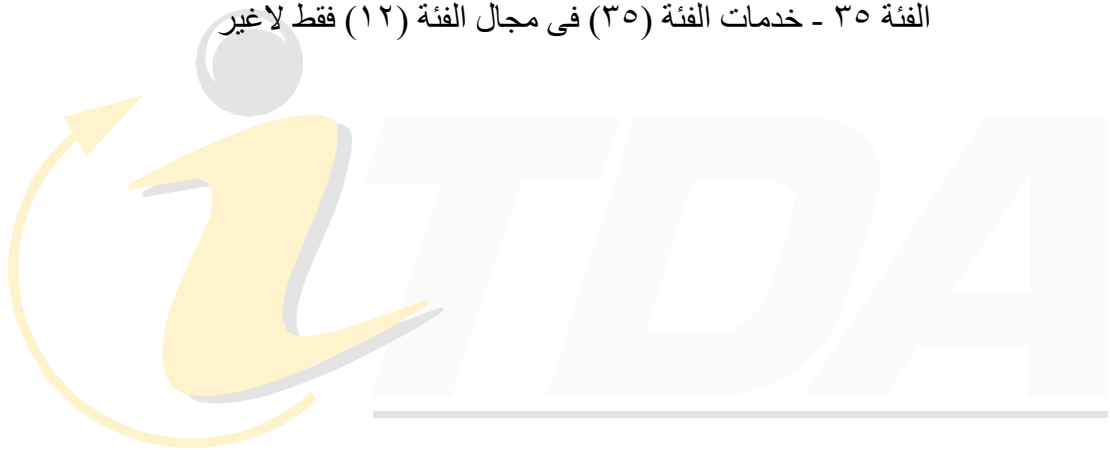 الفئة ٣٥ - خدمات الفئة (٣٥) فى مجال الفئة (١٢) فقط لاغير
iTDA